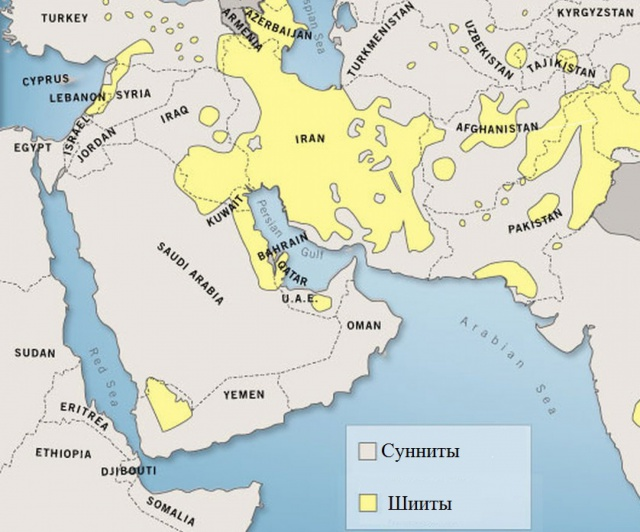 TURKEY
ARMENIA
AZERBAIJAN
spian Sea
TURKMENISTAN
UZBEKISTAN
KYRGYZSTAN
TAJIKISTAN
CYPRUS
LEBANON
SYRIA
ISRAEL
JORDAN
IRAQ
IRAN
AFGHANISTAN
EGYPT
KUWAIT
Persian Gulf
BAHRAIN
QATAR
PAKISTAN
SAUDI ARABIA
U.A.E.
OMAN
Arabian Sea
SUDAN
Red Sea
YEMEN
ERITREA
ETHIOPIA
DJIBOUTI
SOMALIA
Сунниты
Шииты